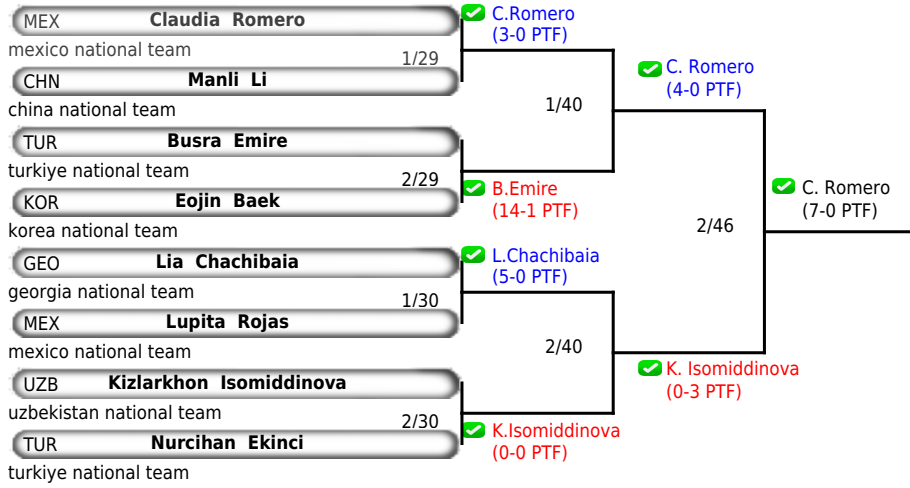 MEX Claudia Romero
mexico national team
1/29
CHN Manli Li
china national team
C.Romero
(3-0 PTF)
1/40
TUR Busra Emire
turkiye national team
2/29
KOR Eojin Baek
korea national team
B.Emire
(14-1 PTF)
C. Romero
(4-0 PTF)
2/46
C. Romero
(7-0 PTF)
GEO Lia Chachibaia
georgia national team
1/30
MEX Lupita Rojas
mexico national team
L.Chachibaia
(5-0 PTF)
2/40
UZB Kizlarkhon Isomiddinova
uzbekistan national team
2/30
TUR Nurcihan Ekinci
turkiye national team
K.Isomiddinova
(0-0 PTF)
K. Isomiddinova
(0-3 PTF)